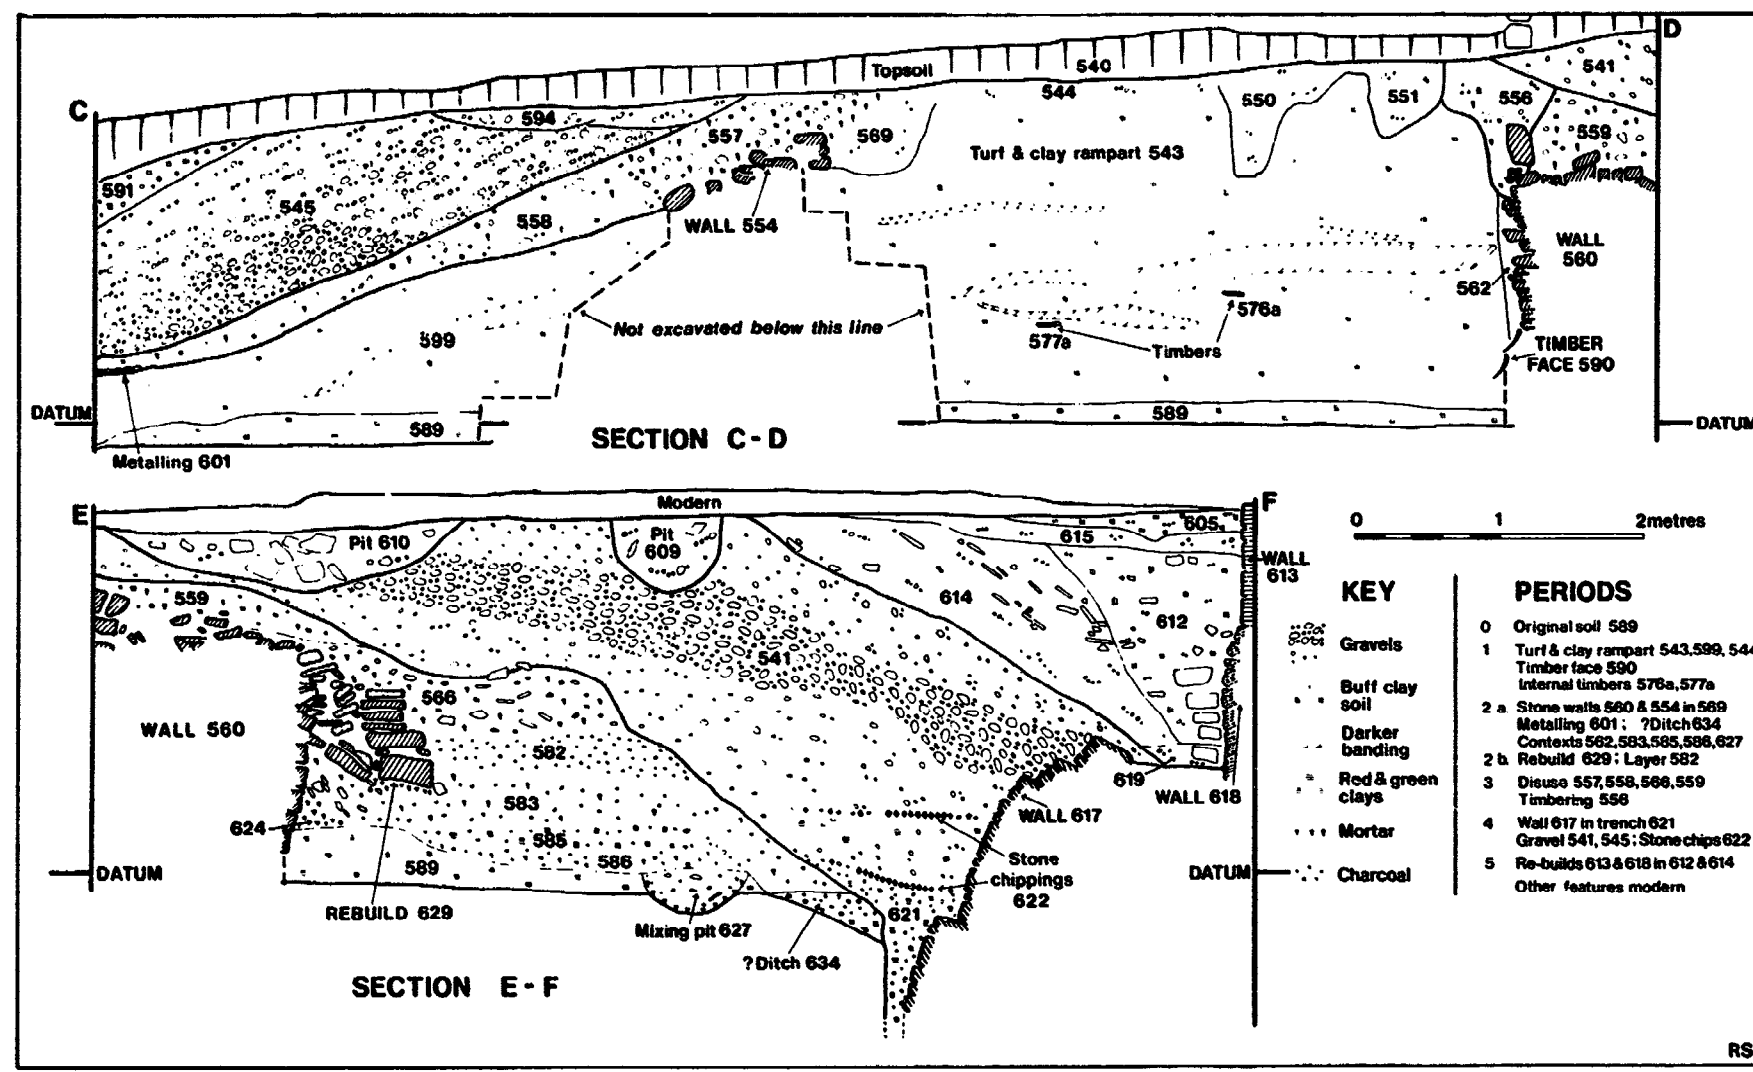 D
Topsoil
540
541
C
594
544
550
551
556
557
569
559
Turf & clay rampart 543
591
545
558
WALL 554
WALL
560
562
576a
Not excavated below this line
599
577a
Timbers
TIMBER
FACE 590
DATUM
589
589
DATUM
SECTION C - D
Metalling 601
E
Modern
F
605
Pit 610
Pit
609
615
WALL
613
559
614
612
541
566
WALL 560
582
619
WALL 618
583
WALL 617
624
585
586
589
Stone
chippings
622
DATUM
DATUM
REBUILD 629
621
Mixing pit 627
? Ditch 634
SECTION E - F
0 1 2metres
KEY
Gravels
Buff clay
soil
Darker
banding
Red & green
clays
Mortar
Charcoal
PERIODS
0 Original soil 589
1 Turf & clay rampart 543,599, 544
Timber face 590
Internal timbers 576a,577a
2 a Stone walls 560 & 554 in 569
Metalling 601; ?Ditch 634
Contexts 562,583,585,586,627
2 b. Rebuild 629; Layer 582
3 Disuse 557,558,566,559
Timbering 556
4 Wall 617 in trench 621
Gravel 541, 545; Stone chips 622
5 Re-builds 613 & 618 in 612 & 614
Other features modern
RS